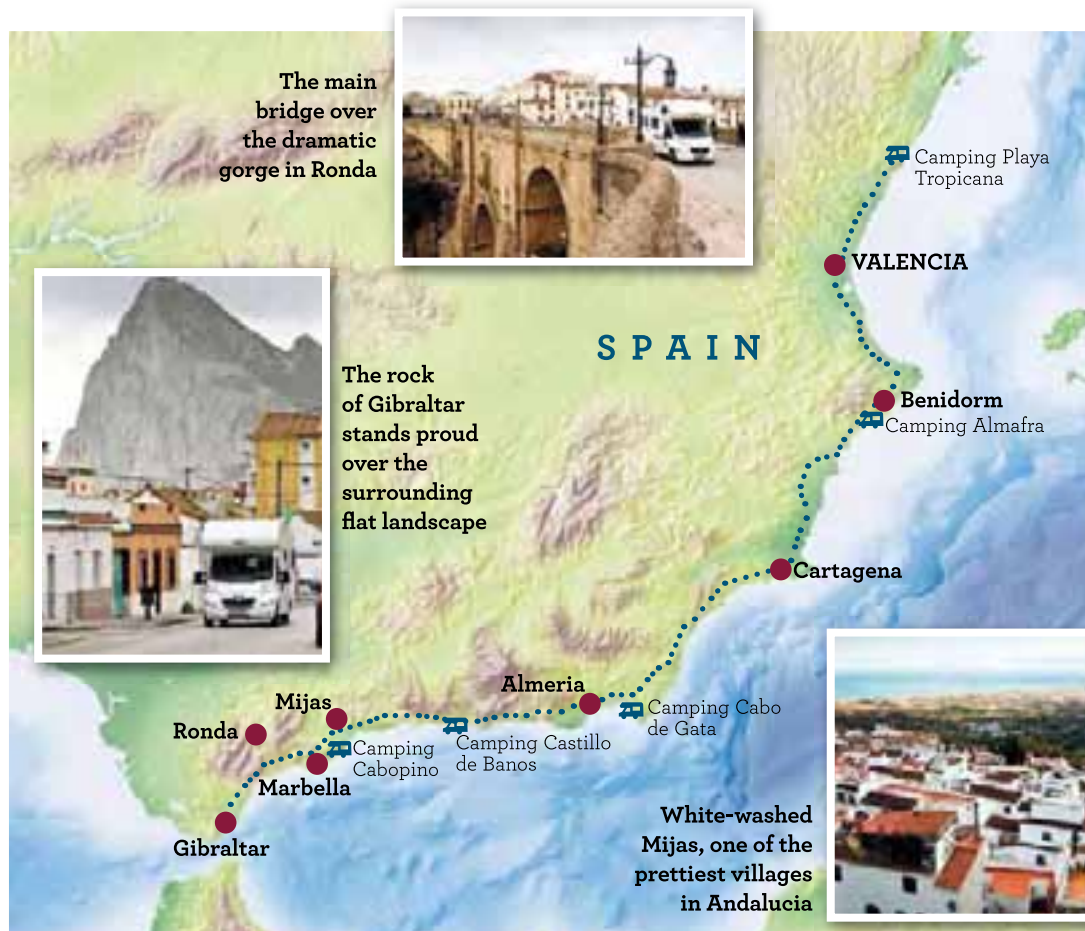 The main
bridge over
the dramatic
gorge in Ronda
Camping Playa
Tropicana
VALENCIA
SPAIN
The rock
of Gibraltar
stands proud
over the
surrounding
flat landscape
Benidorm
Camping Almafra
Cartagena
Almeria
Mijas
Ronda
Camping Cabo
de Gata
Camping
Cabopino
Camping Castillo
de Banos
Marbella
Gibraltar
White-washed
Mijas, one of the
prettiest villages
in Andalucia